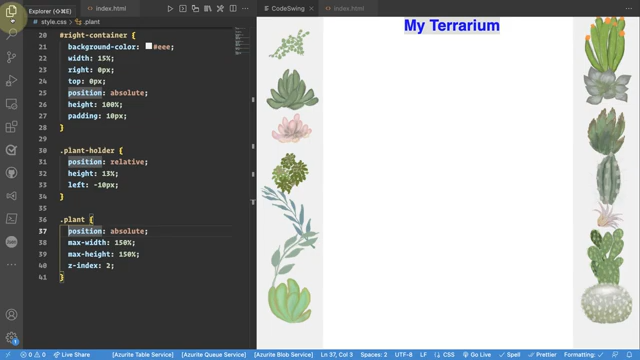 Explorer (⇧⌘E)
index.html
style.css > .plant
CodeSwing
index.html
20 #right-container {
21 background-color: #eee;
22 width: 15%;
23 right: 0px;
24 top: 0px;
25 position: absolute;
26 height: 100%
27 padding: 10px;
28 }
30 .plant-holder {
31 position: relative;
32 height: 13%;
33 left: -10px;
34 }
36 .plant {
37 position: absolute;
38 max-width: 150%;
39 max-height: 150%;
40 z-index: 2;
41 }
My Terrarium
0 0 Live Share
[Azurite Table Service] [Azurite Queue Service] [Azurite Blob Service] Ln 37, Col 3 Spaces: 2 UTF-8 LF CSS Go Live Spell Prettier Formatting: